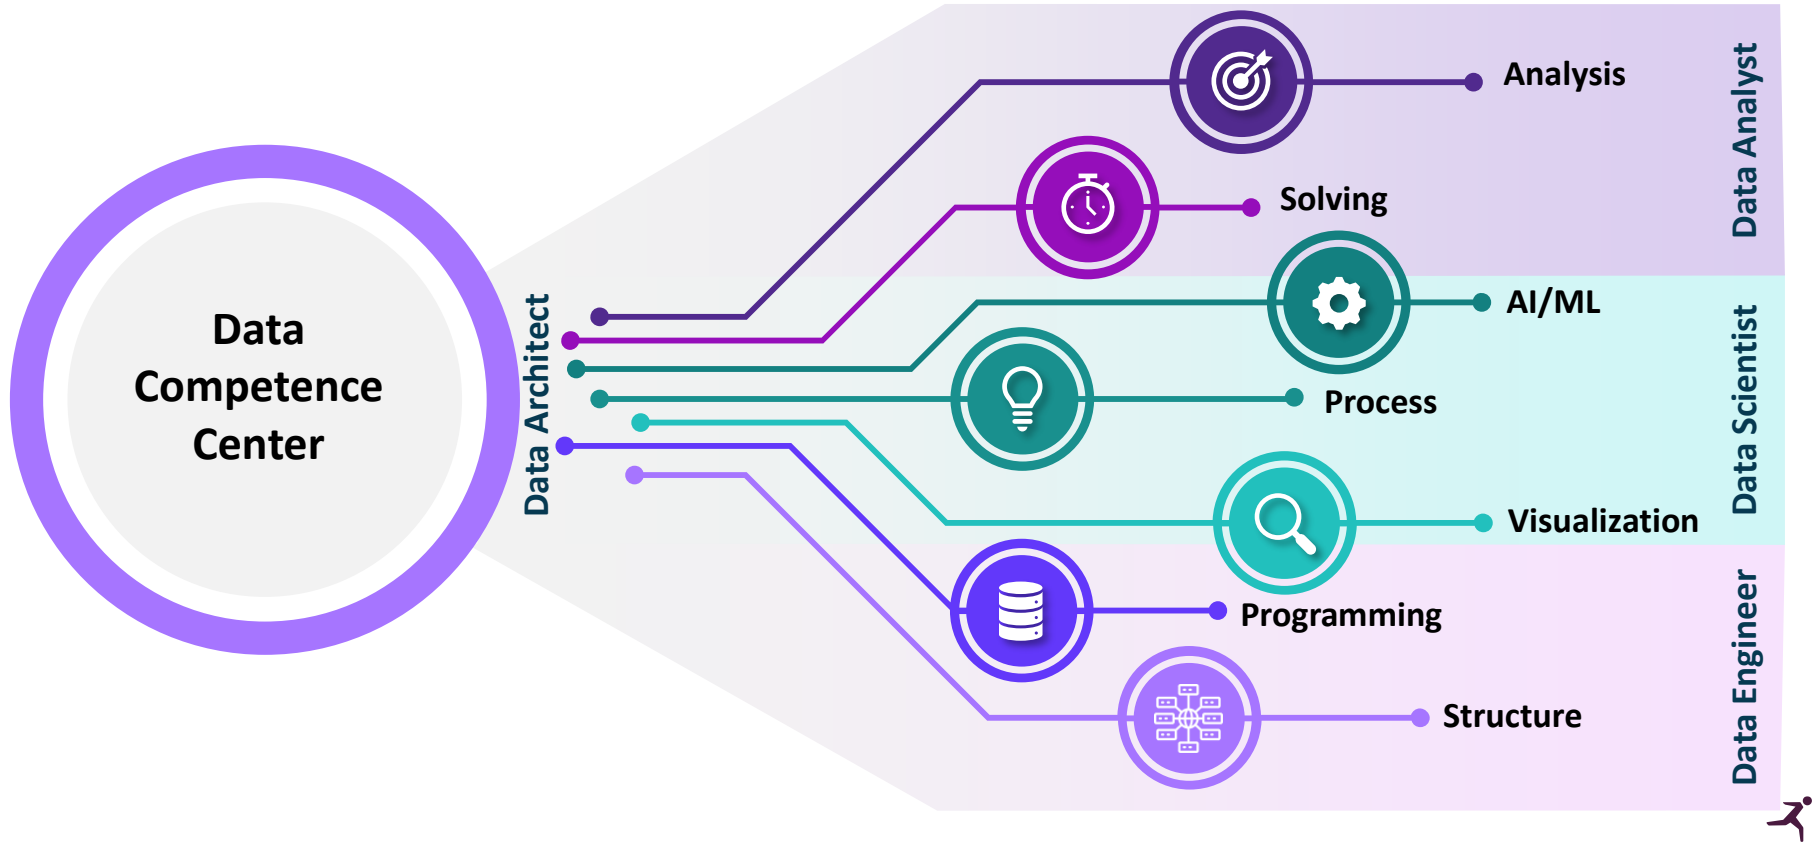 Data
Competence
Center
Data Architect
Analysis
Solving
Data Analyst
AI/ML
Process
Visualization
Data Scientist
Programming
Structure
Data Engineer